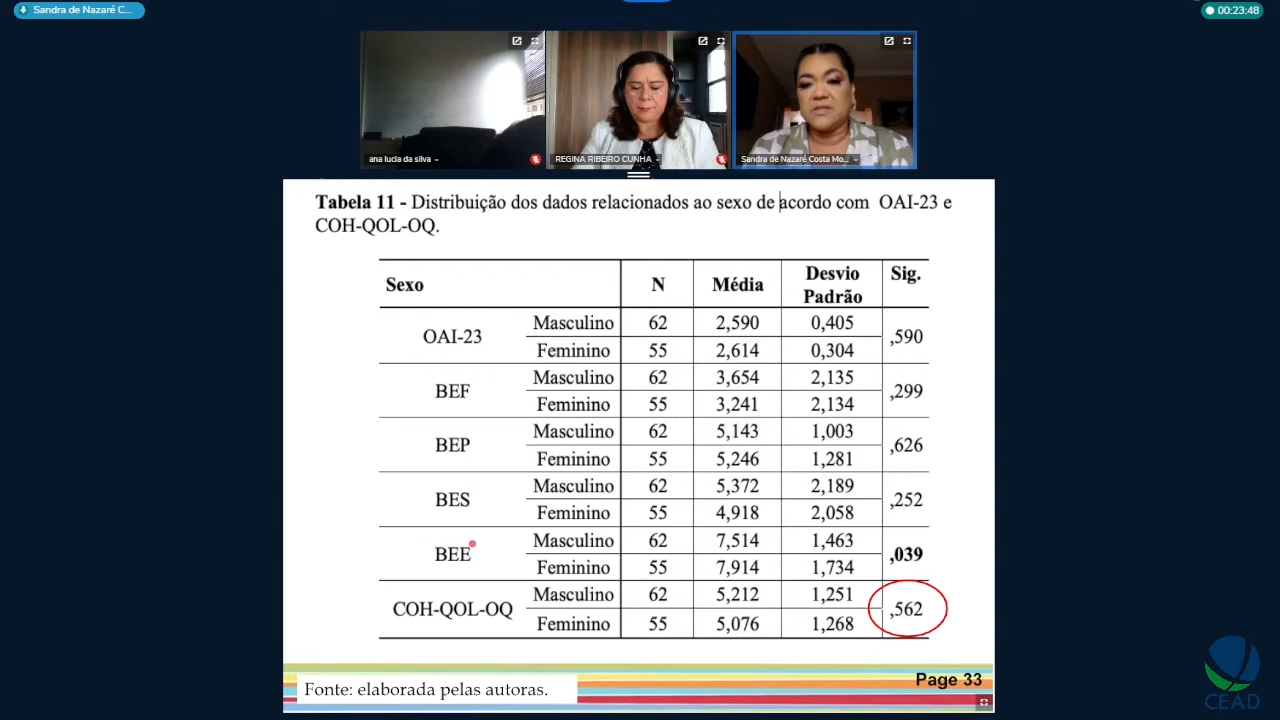 Sandra de Nazaré C...
00:23:48
ana lucia da silva
REGINA RIBEIRO CUNHA
Sandra de Nazaré Costa Mo...
Tabela 11 - Distribuição dos dados relacionados ao sexo de acordo com OAI-23 e
COH-QOL-OQ.
Sexo N Média Desvio Padrão Sig.
OAI-23 Masculino 62 2,590 0,405 ,590
Feminino 55 2,614 0,304
BEF Masculino 62 3,654 2,135 ,299
Feminino 55 3,241 2,134
BEP Masculino 62 5,143 1,003 ,626
Feminino 55 5,246 1,281
BES Masculino 62 5,372 2,189 ,252
Feminino 55 4,918 2,058
BEE Masculino 62 7,514 1,463 ,039
Feminino 55 7,914 1,734
COH-QOL-OQ Masculino 62 5,212 1,251 ,562
Feminino 55 5,076 1,268
Page 33
Fonte: elaborada pelas autoras.
CEAD